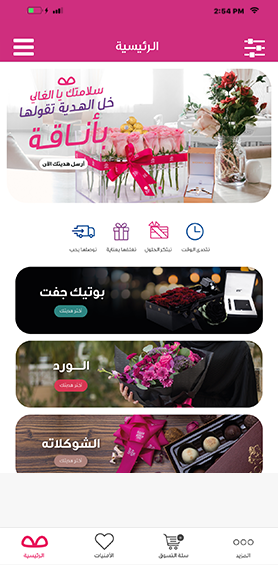 2:54 PM
الرئيسية
سلامتك يا الغالي
خل الهدية تقولها
بأناقة
أرسل هديتك الآن
نتحدى الوقت
نبتكر الحلول
نغلفها بعناية
نوصلها بحب
بوتيك جفت
اختر هديتك
الـــورد
اختر هديتك
الشوكلاته
اختر هديتك
المزيد
سلة التسوق
الأمنيات
الرئيسية